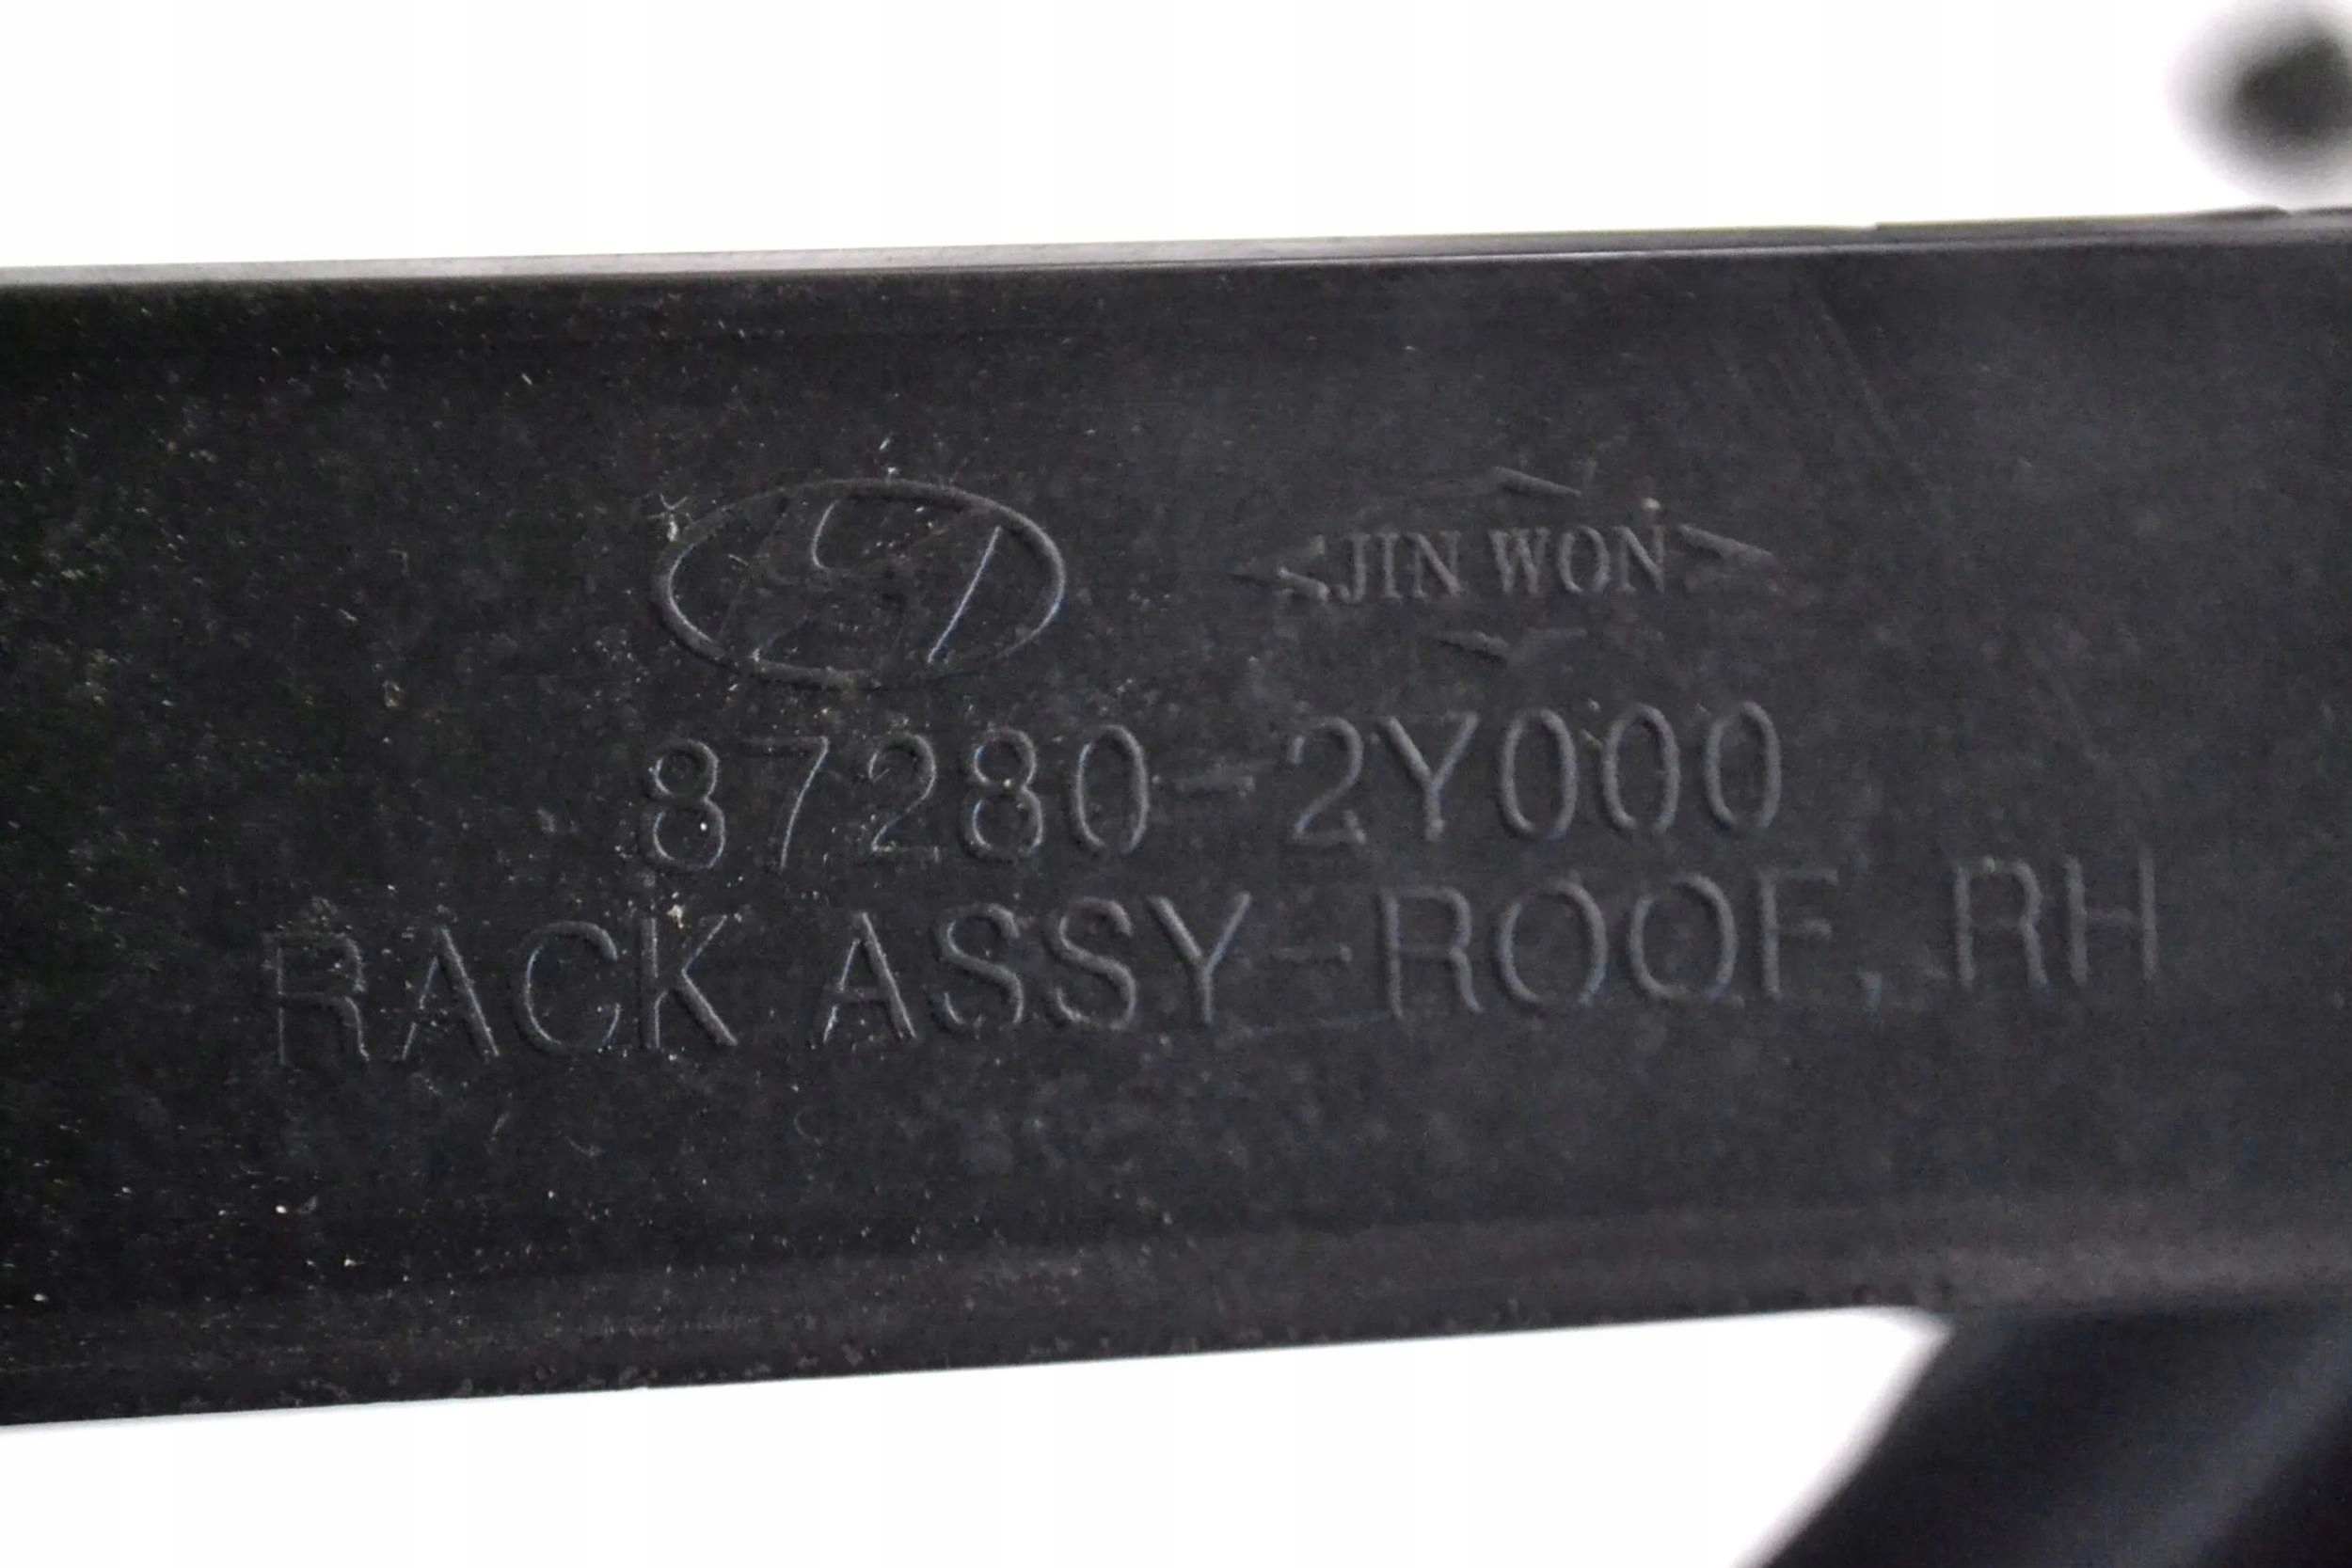 JIN WON
87280-2Y000
RACK ASSY-ROOF, RH